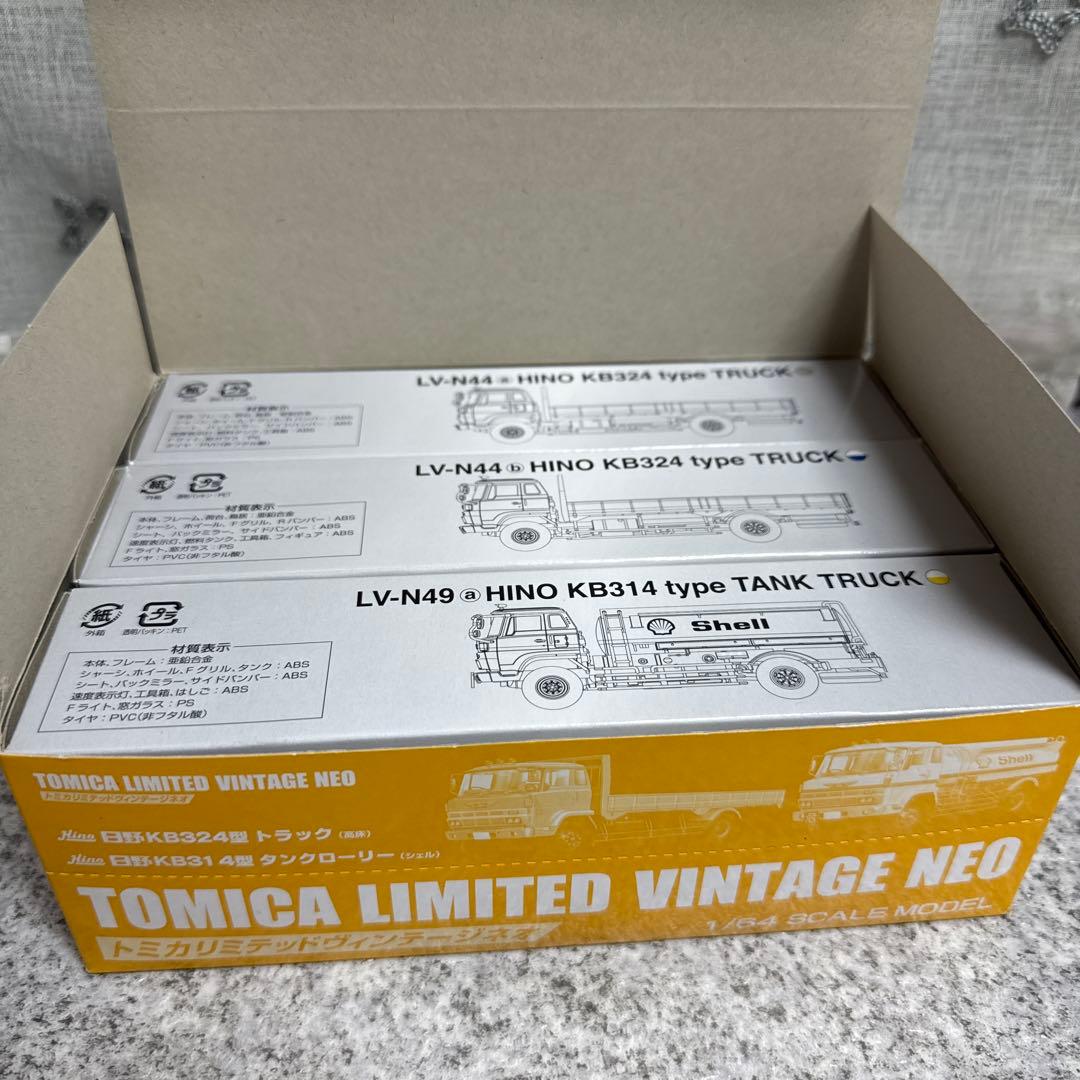 LV-N44 ⓐ HINO KB324 type TRUCK
材質表示
LV-N44 ⓑ HINO KB324 type TRUCK
紙
プラ
外箱
透明パッキン:PET
材質表示
本体、フレーム、荷台、鳥居:亜鉛合金
シャーシ、ホイール、Fグリル、Rバンパー:ABS
シート、バックミラー、サイドバンパー:ABS
速度表示灯、燃料タンク、工具箱、フィギュア:ABS
Fライト、窓ガラス:PS
タイヤ:PVC(非フタル酸)
LV-N49 ⓐ HINO KB314 type TANK TRUCK
Shell
紙
プラ
外箱
透明パッキン:PET
材質表示
本体、フレーム:亜鉛合金
シャーシ、ホイール、Fグリル、タンク:ABS
シート、バックミラー、サイドバンパー:ABS
速度表示灯、工具箱、はしご:ABS
Fライト、窓ガラス:PS
タイヤ:PVC(非フタル酸)
TOMICA LIMITED VINTAGE NEO
トミカリミテッドヴィンテージネオ
Shell
Hino 日野KB324型 トラック(高床)
Hino 日野KB314型 タンクローリー(シェル)
TOMICA LIMITED VINTAGE NEO
トミカリミテッドヴィンテージネオ
1/64 SCALE MODEL